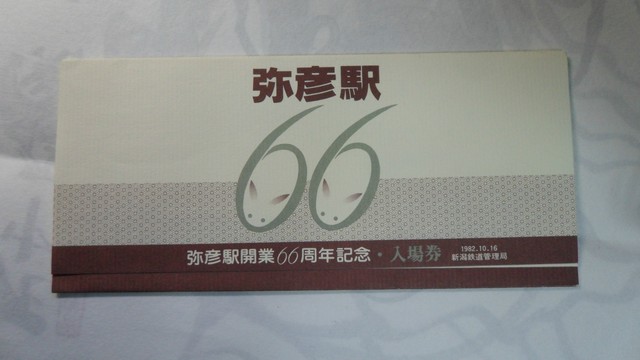 弥彦駅
66
弥彦駅開業66周年記念・入場券
1982.10.16
新潟鉄道管理局